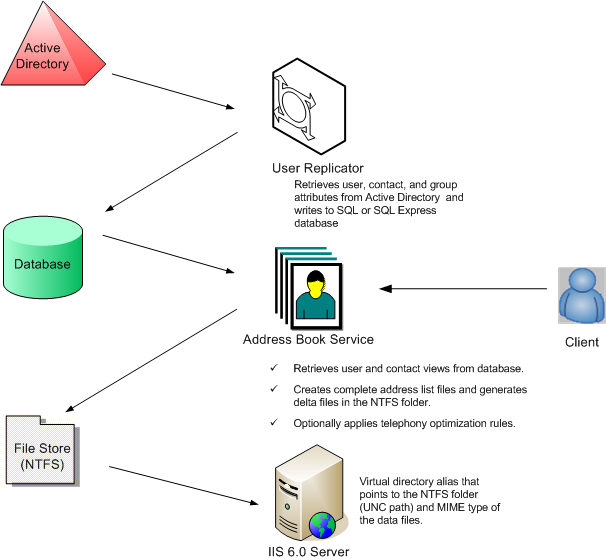 Active
Directory
User Replicator
Retrieves user, contact, and group
attributes from Active Directory and
writes to SQL or SQL Express
database
Database
Address Book Service
Client
✓ Retrieves user and contact views from database.
✓ Creates complete address list files and generates
delta files in the NTFS folder.
✓ Optionally applies telephony optimization rules.
File Store
(NTFS)
Virtual directory alias that
points to the NTFS folder
(UNC path) and MIME type of
the data files.
IIS 6.0 Server